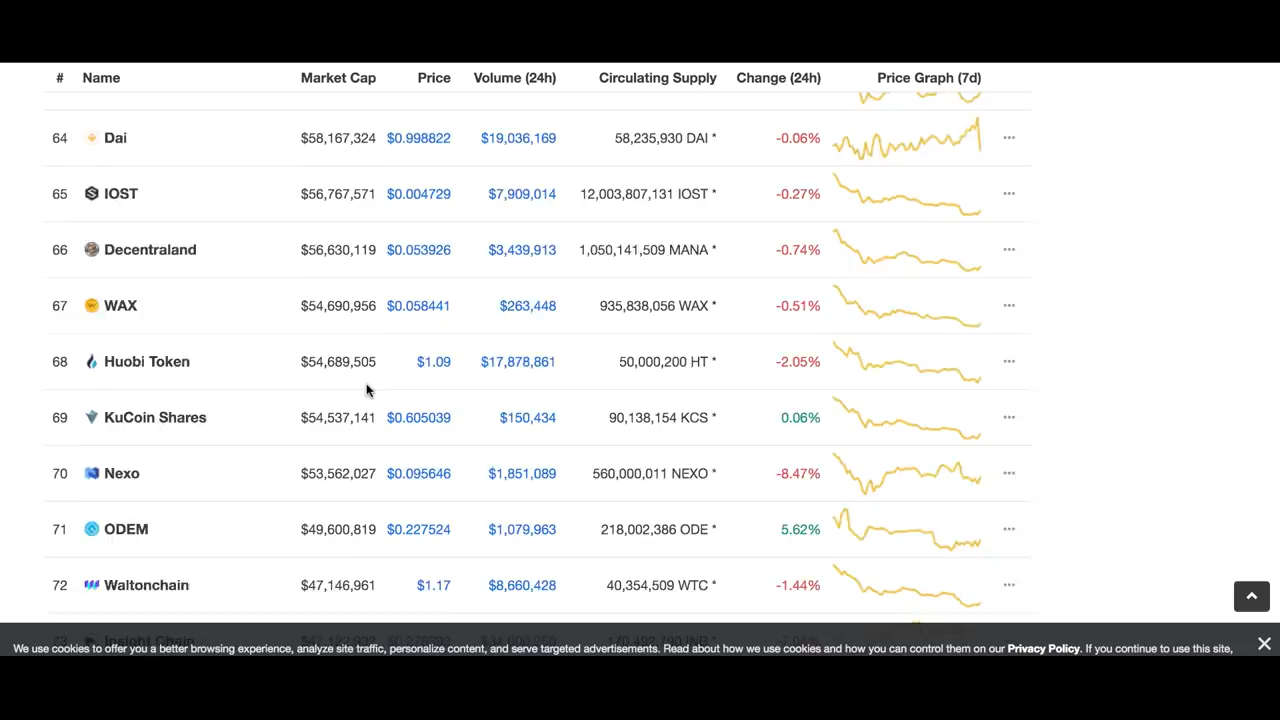 # Name Market Cap Price Volume (24h) Circulating Supply Change (24h) Price Graph (7d)
64 Dai $58,167,324 $0.998822 $19,036,169 58,235,930 DAI * -0.06%
65 IOST $56,767,571 $0.004729 $7,909,014 12,003,807,131 IOST * -0.27%
66 Decentraland $56,630,119 $0.053926 $3,439,913 1,050,141,509 MANA * -0.74%
67 WAX $54,690,956 $0.058441 $263,448 935,838,056 WAX * -0.51%
68 Huobi Token $54,689,505 $1.09 $17,878,861 50,000,200 HT * -2.05%
69 KuCoin Shares $54,537,141 $0.605039 $150,434 90,138,154 KCS * 0.06%
70 Nexo $53,562,027 $0.095646 $1,851,089 560,000,011 NEXO * -8.47%
71 ODEM $49,600,819 $0.227524 $1,079,963 218,002,386 ODE * 5.62%
72 Waltonchain $47,146,961 $1.17 $8,660,428 40,354,509 WTC * -1.44%
73 Insight Chain
We use cookies to offer you a better browsing experience, analyze site traffic, personalize content, and serve targeted advertisements. Read about how we use cookies and how you can control them on our Privacy Policy. If you continue to use this site,